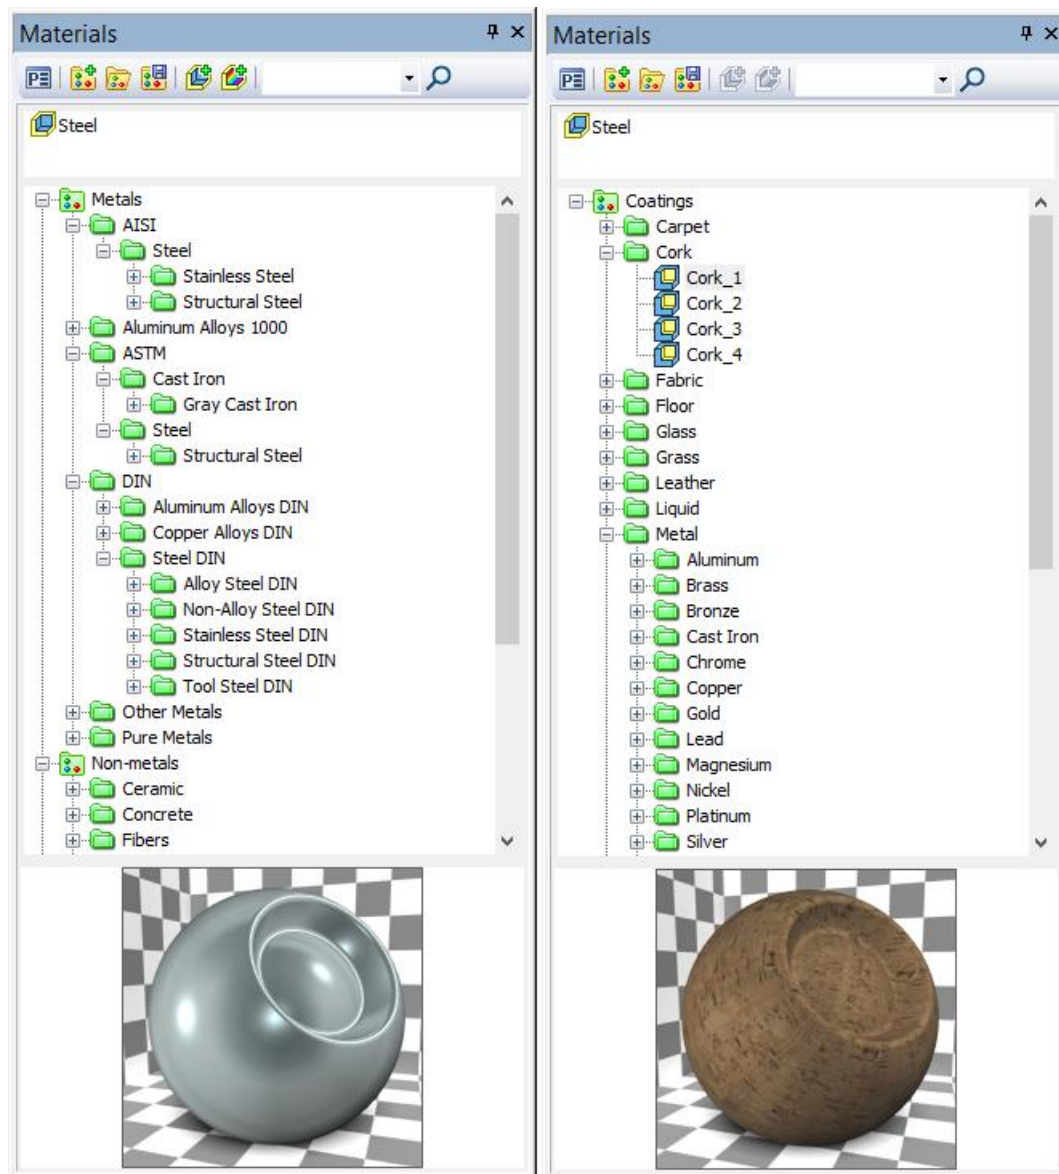 Materials
PE
Steel
Metals
AISI
Steel
Stainless Steel
Structural Steel
Aluminum Alloys 1000
ASTM
Cast Iron
Gray Cast Iron
Steel
Structural Steel
DIN
Aluminum Alloys DIN
Copper Alloys DIN
Steel DIN
Alloy Steel DIN
Non-Alloy Steel DIN
Stainless Steel DIN
Structural Steel DIN
Tool Steel DIN
Other Metals
Pure Metals
Non-metals
Ceramic
Concrete
Fibers
Materials
PE
Steel
Coatings
Carpet
Cork
Cork_1
Cork_2
Cork_3
Cork_4
Fabric
Floor
Glass
Grass
Leather
Liquid
Metal
Aluminum
Brass
Bronze
Cast Iron
Chrome
Copper
Gold
Lead
Magnesium
Nickel
Platinum
Silver